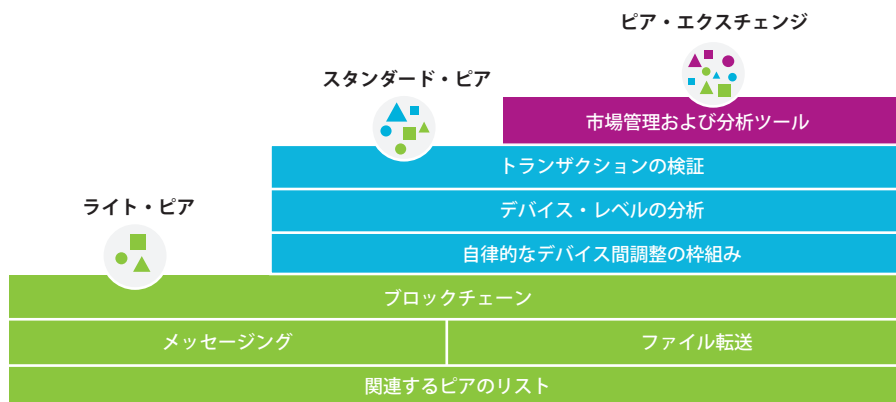 ピア・エクスチェンジ
スタンダード・ピア
市場管理および分析ツール
トランザクションの検証
ライト・ピア
デバイス・レベルの分析
自律的なデバイス間調整の枠組み
ブロックチェーン
メッセージング
ファイル転送
関連するピアのリスト